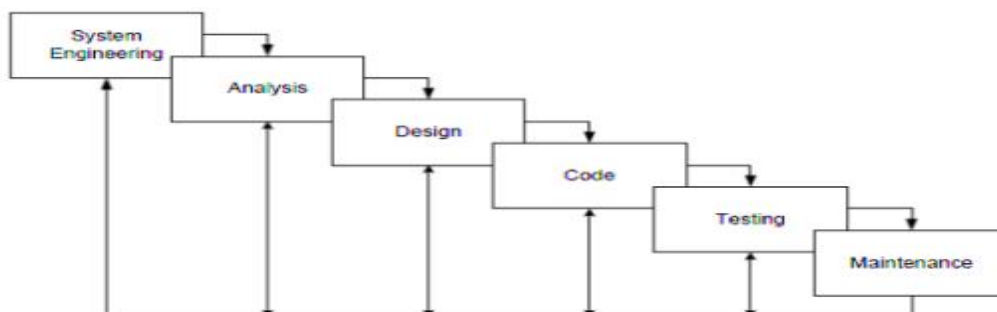 System
Engineering
Analysis
Design
Code
Testing
Maintenance